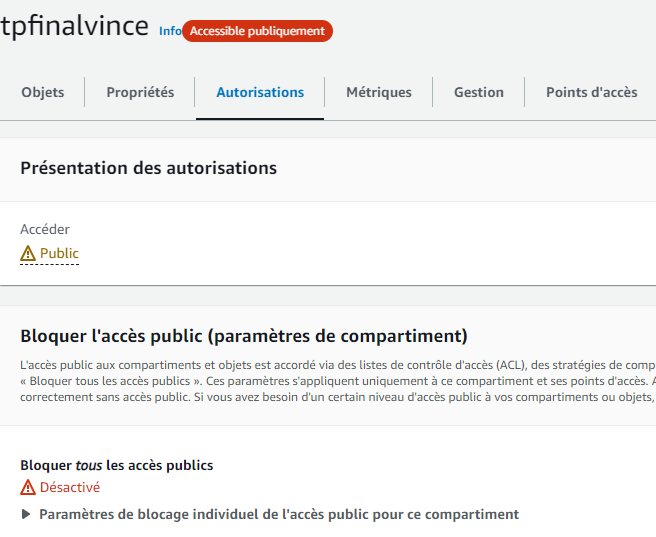 tpfinalvince Info Accessible publiquement
Objets Propriétés Autorisations Métriques Gestion Points d'accès
Présentation des autorisations
Accéder
Public
Bloquer l'accès public (paramètres de compartiment)
L'accès public aux compartiments et objets est accordé via des listes de contrôle d'accès (ACL), des stratégies de comp
« Bloquer tous les accès publics ». Ces paramètres s'appliquent uniquement à ce compartiment et ses points d'accès. A
correctement sans accès public. Si vous avez besoin d'un certain niveau d'accès public à vos compartiments ou objets,
Bloquer tous les accès publics
Désactivé
Paramètres de blocage individuel de l'accès public pour ce compartiment